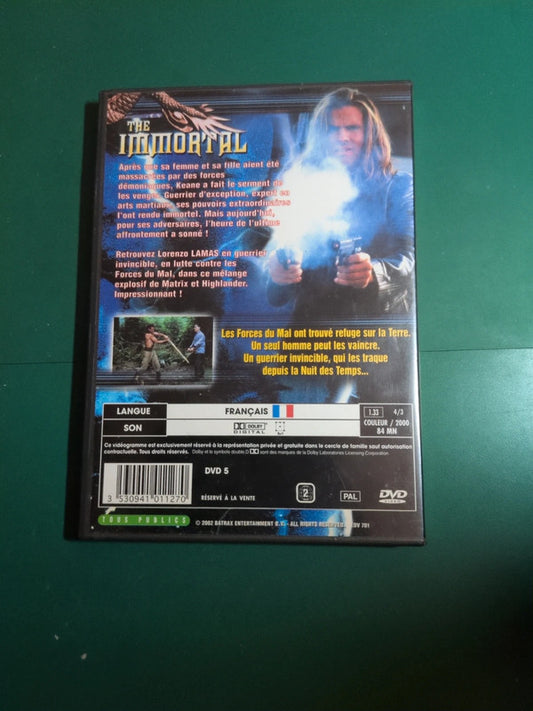 THE
IMMORTAL
Après que sa femme et sa fille aient été
massacrées par des forces
démoniaques, Keane a fait le serment de
les venger. Guerrier d'exception, expert en
arts martiaux, ses pouvoirs extraordinaires
l'ont rendu immortel. Mais aujourd'hui,
pour ses adversaires, l'heure de l'ultime
affrontement a sonné !
Retrouvez Lorenzo LAMAS en guerrier
invincible, en lutte contre les
Forces du Mal, dans ce mélange
explosif de Matrix et Highlander.
Impressionnant !
Les Forces du Mal ont trouvé refuge sur la Terre.
Un seul homme peut les vaincre.
Un guerrier invincible, qui les traque
depuis la Nuit des Temps...
LANGUE FRANÇAIS 1.33 4/3
COULEUR / 2000
SON DOLBY DIGITAL 84 MN
Ce vidéogramme est exclusivement réservé à la représentation privée et gratuite dans le cercle de famille sauf autorisation
contractuelle. Tous droits réservés. Dolby et le symbole double D sont des marques de la Dolby Laboratories Licensing Corporation.
DVD 5
3 530941 011270
RÉSERVÉ À LA VENTE 2 PAL DVD VIDEO
TOUS PUBLICS © 2002 BATRAX ENTERTAINMENT B.V. - ALL RIGHTS RESERVED. EDV 701